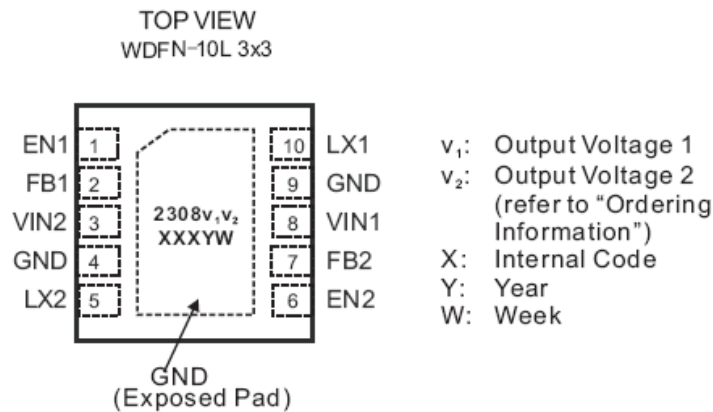 TOP VIEW
WDFN-10L 3x3
EN1 1 10 LX1
FB1 2 9 GND
VIN2 3 8 VIN1
GND 4 7 FB2
LX2 5 6 EN2
2308v₁v₂
XXXYW
GND
(Exposed Pad)
v₁: Output Voltage 1
v₂: Output Voltage 2
(refer to “Ordering
Information”)
X: Internal Code
Y: Year
W: Week